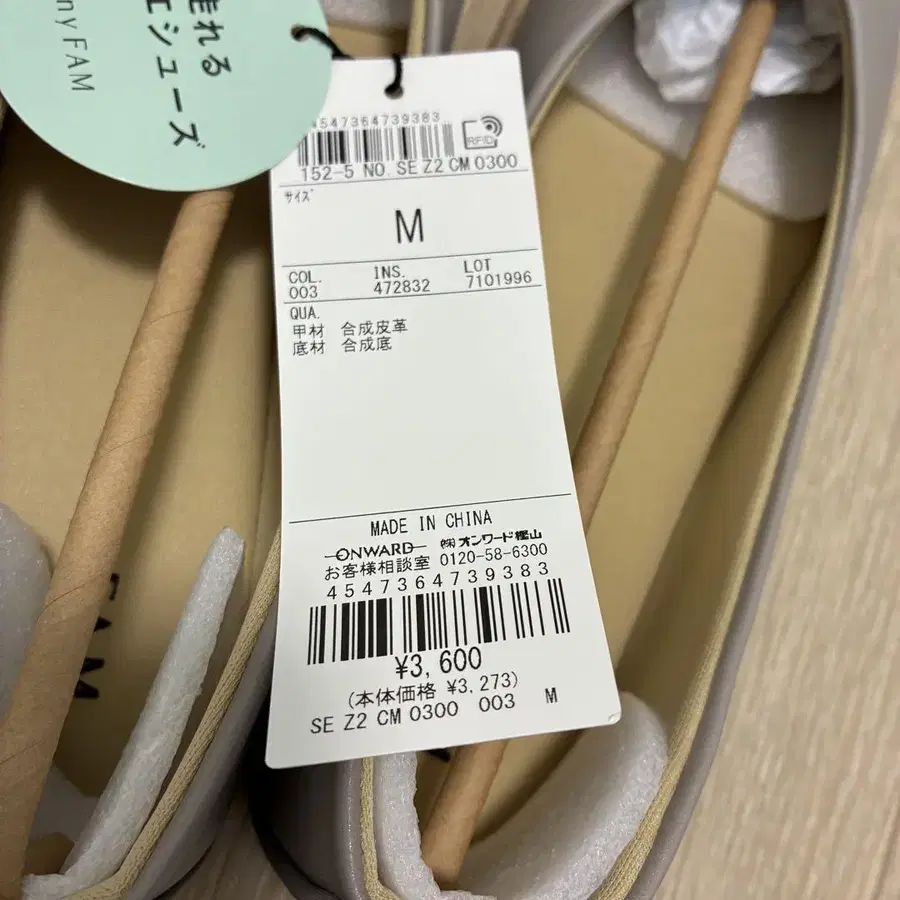 走れる
シューズ
nyFAM
4547364739383
RFID
152-5 NO. SE Z2 CM 0300
サイズ
M
COL. INS. LOT
003 472832 7101996
QUA.
甲材 合成皮革
底材 合成底
MADE IN CHINA
ONWARD ㈱オンワード樫山
お客様相談室 0120-58-6300
4547364739383
¥3,600
(本体価格 ¥3,273)
SE Z2 CM 0300 003 M
FAM